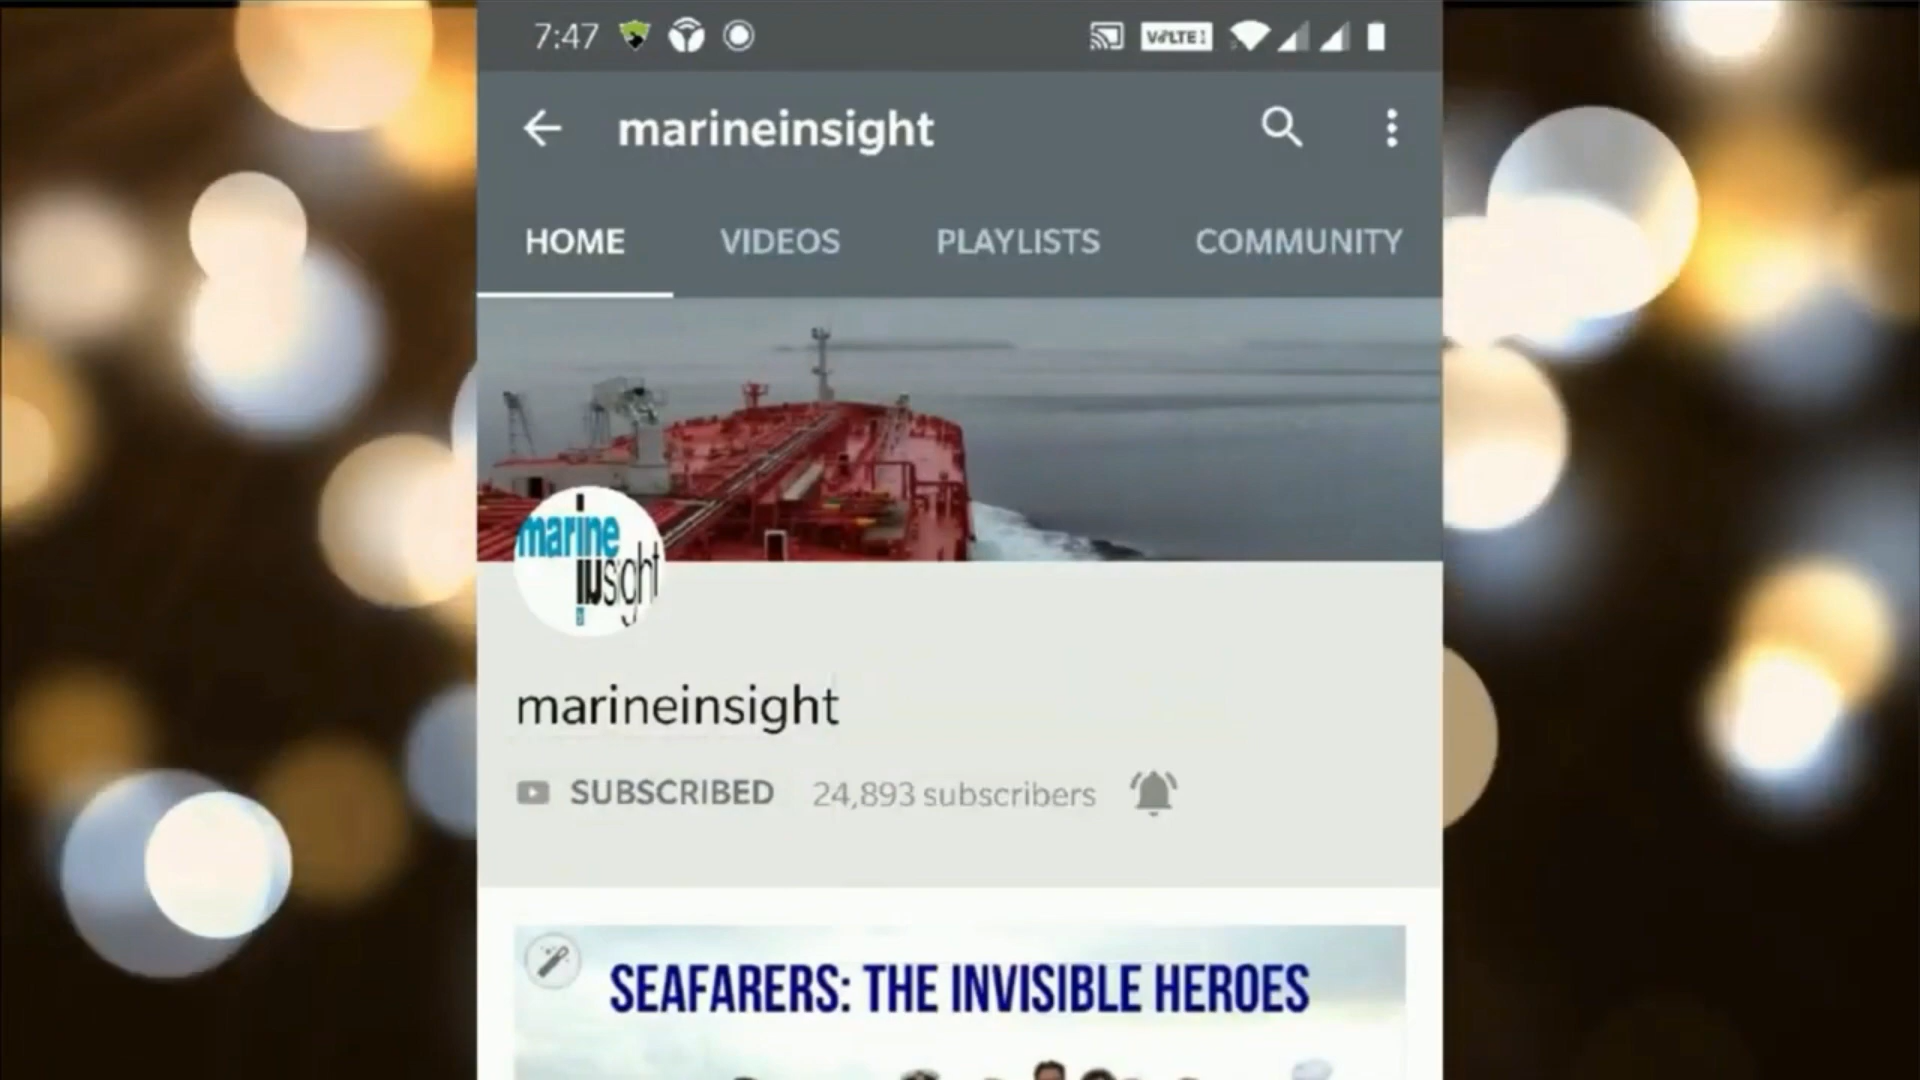 7:47 VoLTE
marineinsight
HOME VIDEOS PLAYLISTS COMMUNITY
marine
insight
marineinsight
SUBSCRIBED 24,893 subscribers
SEAFARERS: THE INVISIBLE HEROES